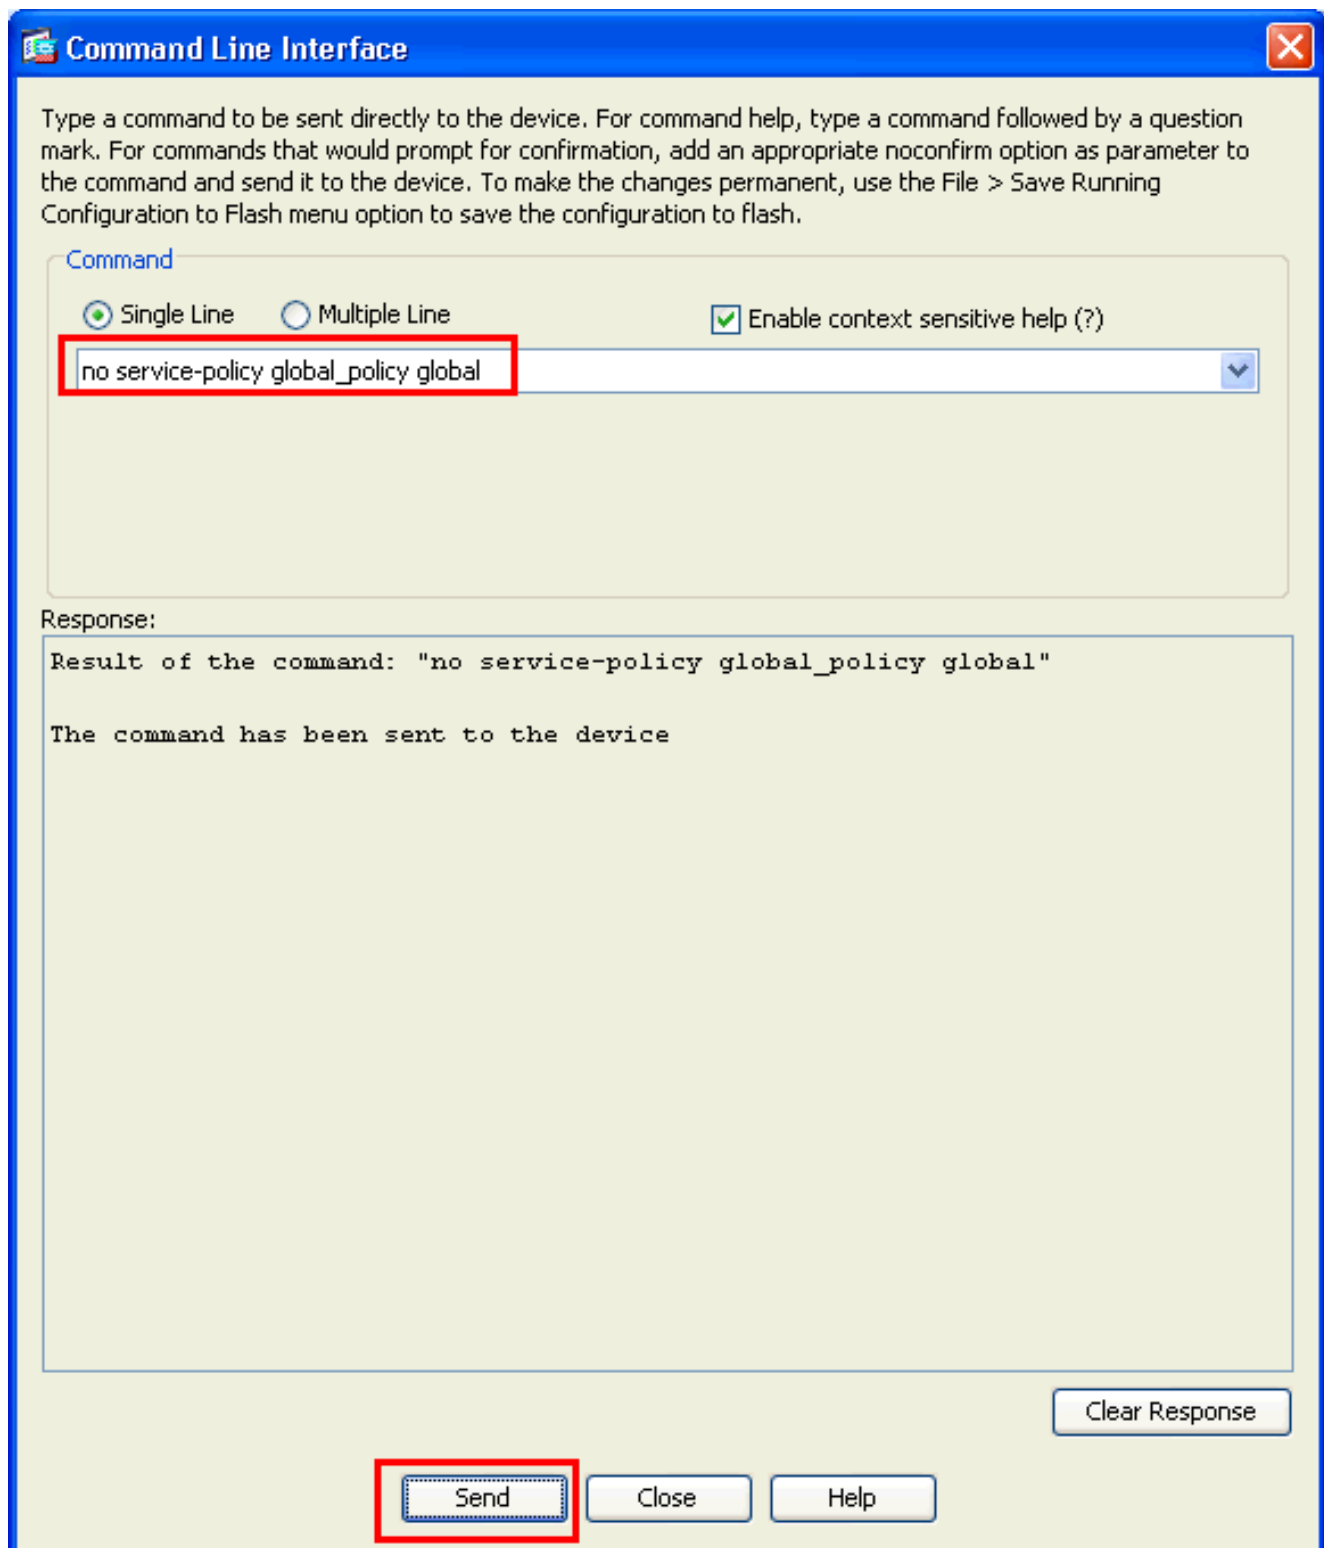 Command Line Interface
Type a command to be sent directly to the device. For command help, type a command followed by a question
mark. For commands that would prompt for confirmation, add an appropriate noconfirm option as parameter to
the command and send it to the device. To make the changes permanent, use the File > Save Running
Configuration to Flash menu option to save the configuration to flash.
Command
Single Line Multiple Line Enable context sensitive help (?)
no service-policy global_policy global
Response:
Result of the command: "no service-policy global_policy global"
The command has been sent to the device
Clear Response
Send Close Help